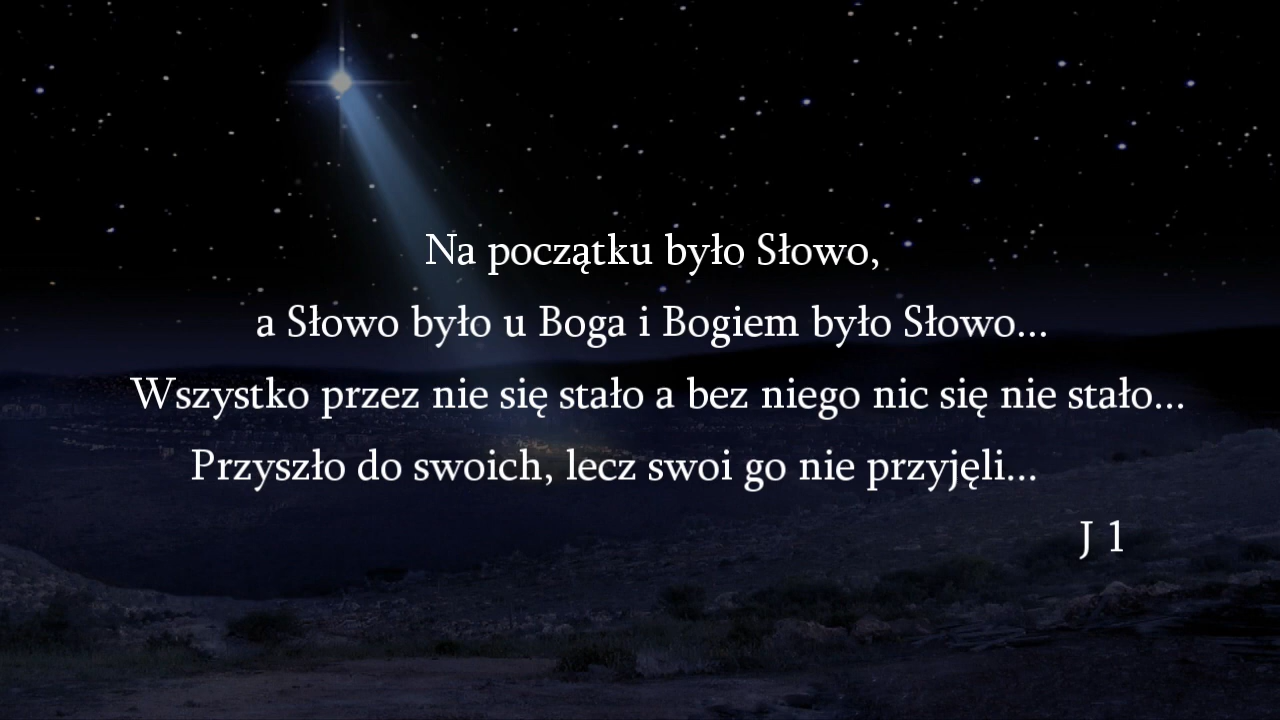 Na początku było Słowo,
a Słowo było u Boga i Bogiem było Słowo...
Wszystko przez nie się stało a bez niego nic się nie stało...
Przyszło do swoich, lecz swoi go nie przyjęli...
J 1